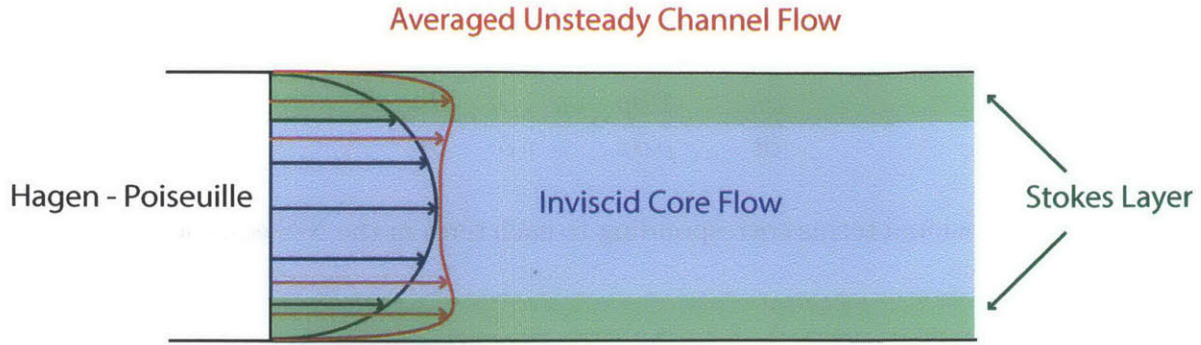 Averaged Unsteady Channel Flow
Hagen - Poiseuille
Inviscid Core Flow
Stokes Layer